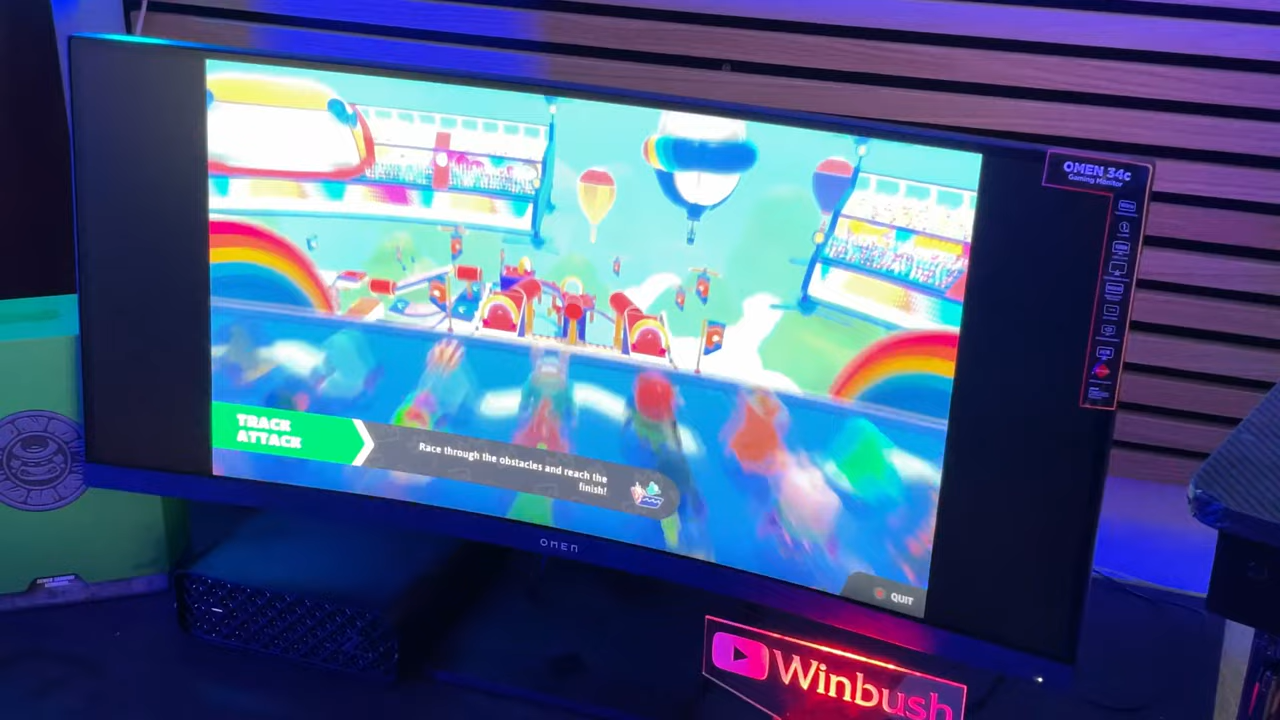 OMEN 34c
Gaming Monitor
TRACK
ATTACK
Race through the obstacles and reach the
finish!
OMEN
QUIT
Winbush